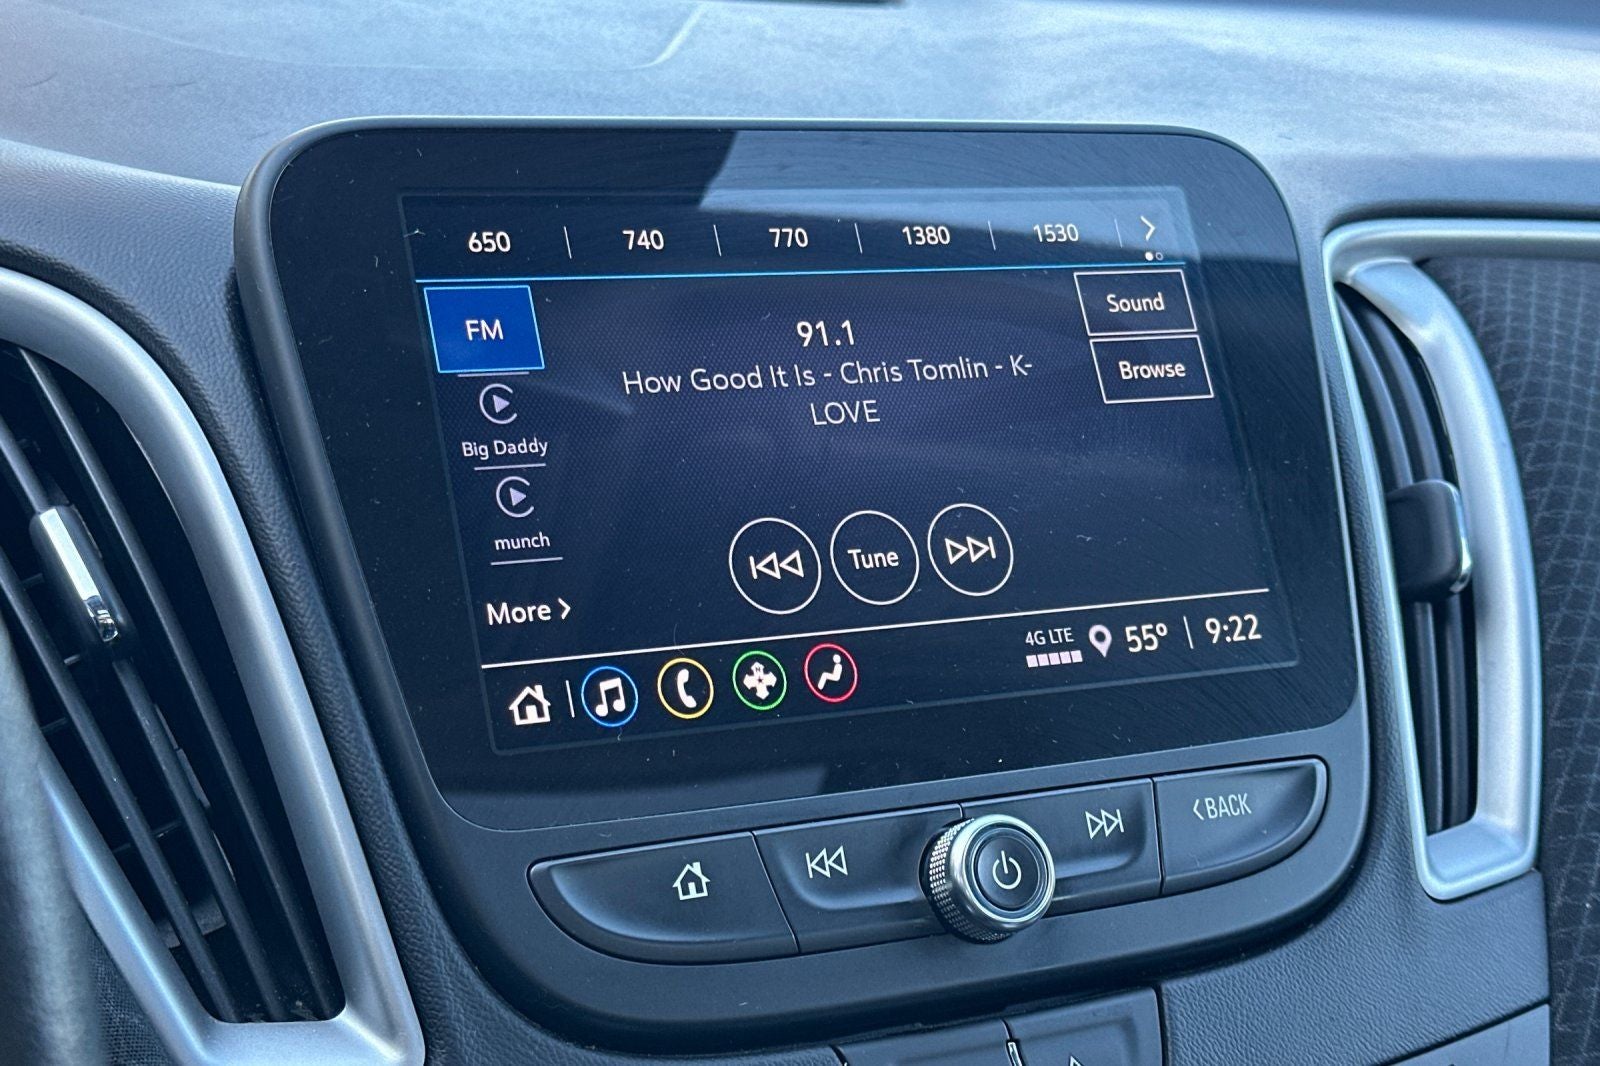 650 | 740 | 770 | 1380 | 1530 | >
FM
91.1
Sound
How Good It Is - Chris Tomlin - K-
LOVE
Browse
Big Daddy
munch
Tune
More >
4G LTE 55° | 9:22
< BACK